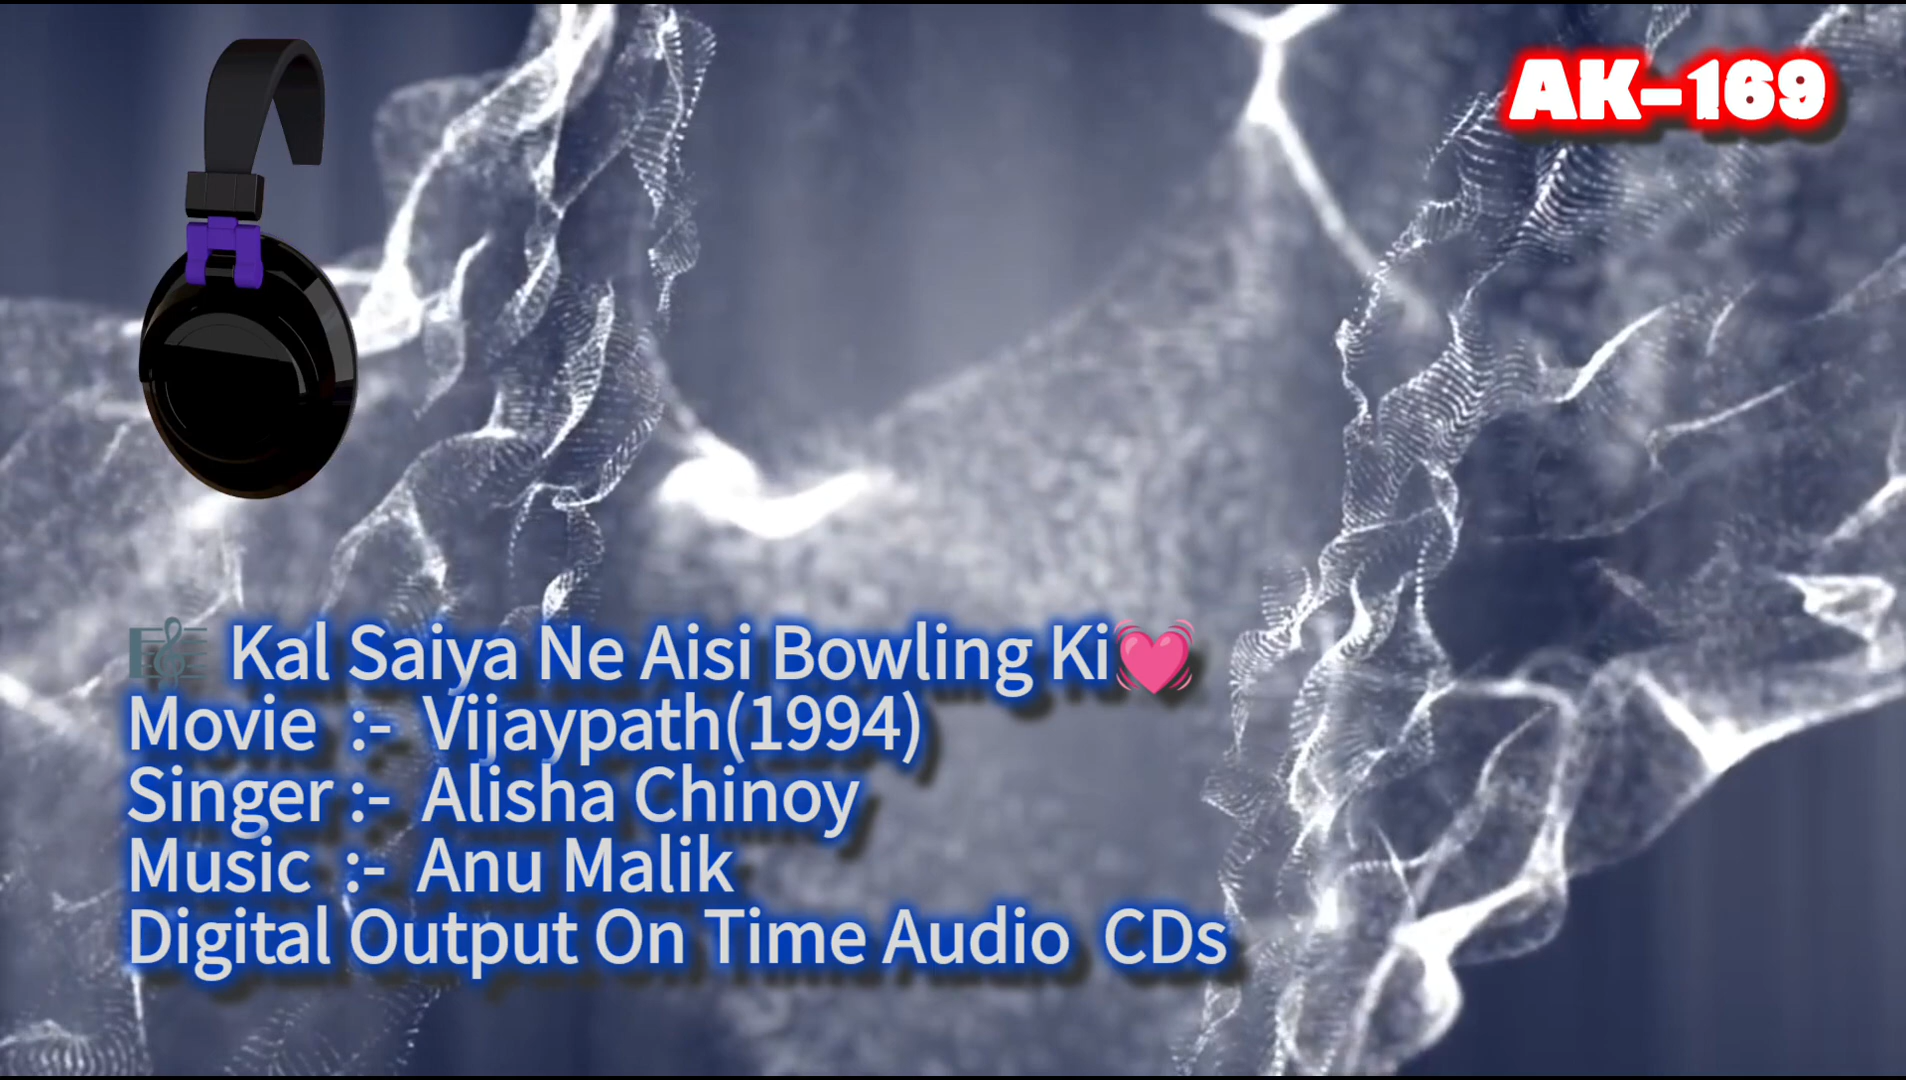 AK-169
🎼 Kal Saiya Ne Aisi Bowling Ki💓
Movie :- Vijaypath(1994)
Singer :- Alisha Chinoy
Music :- Anu Malik
Digital Output On Time Audio CDs